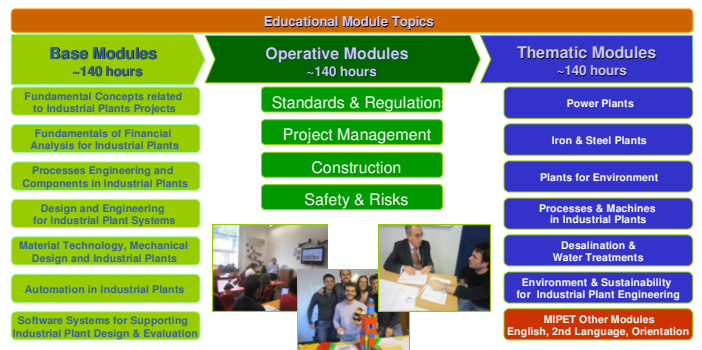 Educational Module Topics
Base Modules
~140 hours
Fundamental Concepts related
to Industrial Plants Projects
Fundamentals of Financial
Analysis for Industrial Plants
Processes Engineering and
Components in Industrial Plants
Design and Engineering
for Industrial Plant Systems
Material Technology, Mechanical
Design and Industrial Plants
Automation in Industrial Plants
Software Systems for Supporting
Industrial Plant Design & Evaluation
Operative Modules
~140 hours
Standards & Regulations
Project Management
Construction
Safety & Risks
Thematic Modules
~140 hours
Power Plants
Iron & Steel Plants
Plants for Environment
Processes & Machines
in Industrial Plants
Desalination &
Water Treatments
Environment & Sustainability
for Industrial Plant Engineering
MIPET Other Modules
English, 2nd Language, Orientation